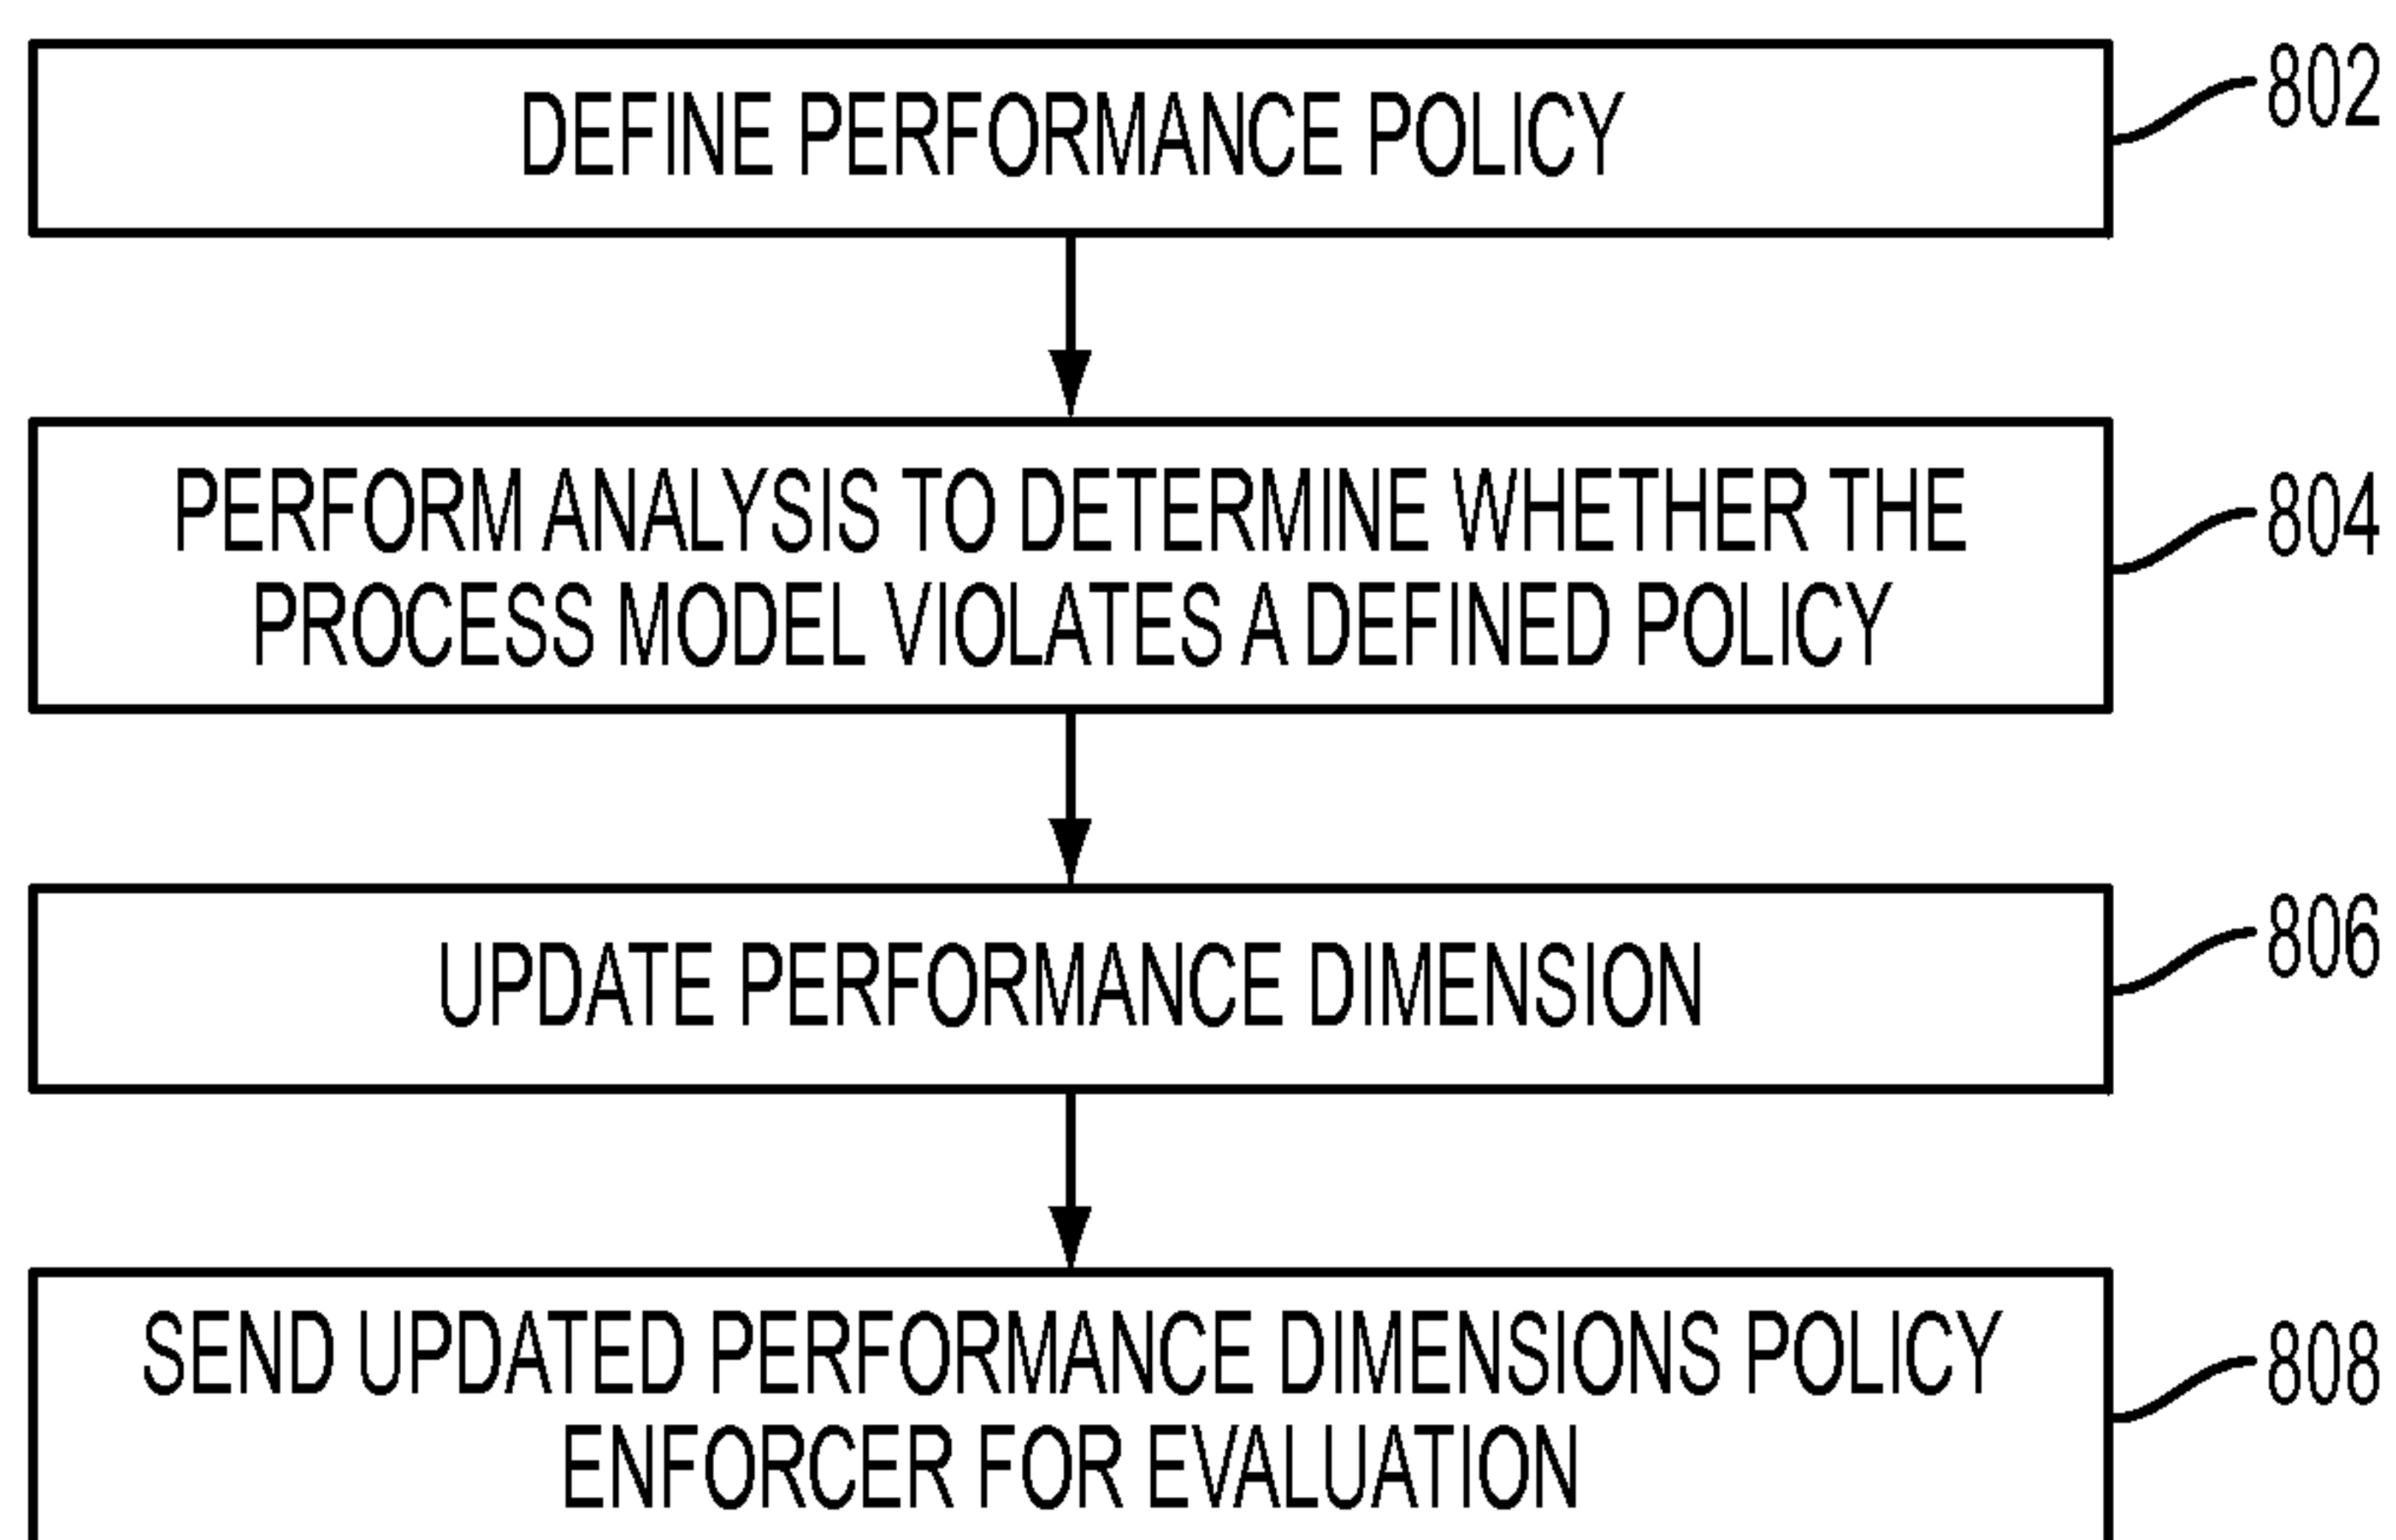 DEFINE PERFORMANCE POLICY
802
PERFORM ANALYSIS TO DETERMINE WHETHER THE
PROCESS MODEL VIOLATES A DEFINED POLICY
804
UPDATE PERFORMANCE DIMENSION
806
SEND UPDATED PERFORMANCE DIMENSIONS POLICY
ENFORCER FOR EVALUATION
808